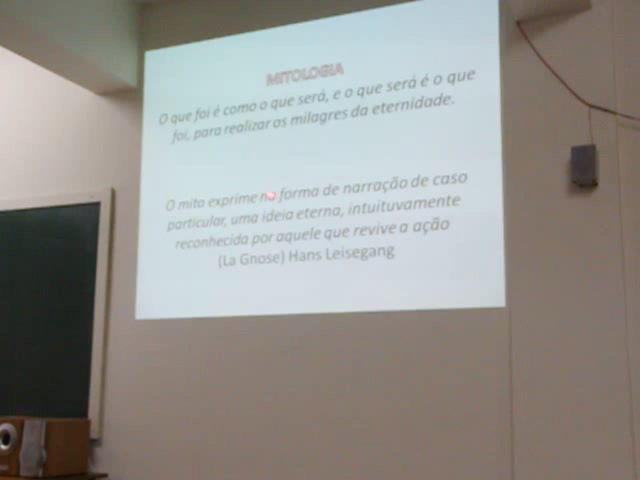 MITOLOGIA
O que foi é como o que será, e o que será é o que
foi, para realizar os milagres da eternidade.
O mito exprime na forma de narração de caso
particular, uma ideia eterna, intuituvamente
reconhecida por aquele que revive a ação
(La Gnose) Hans Leisegang